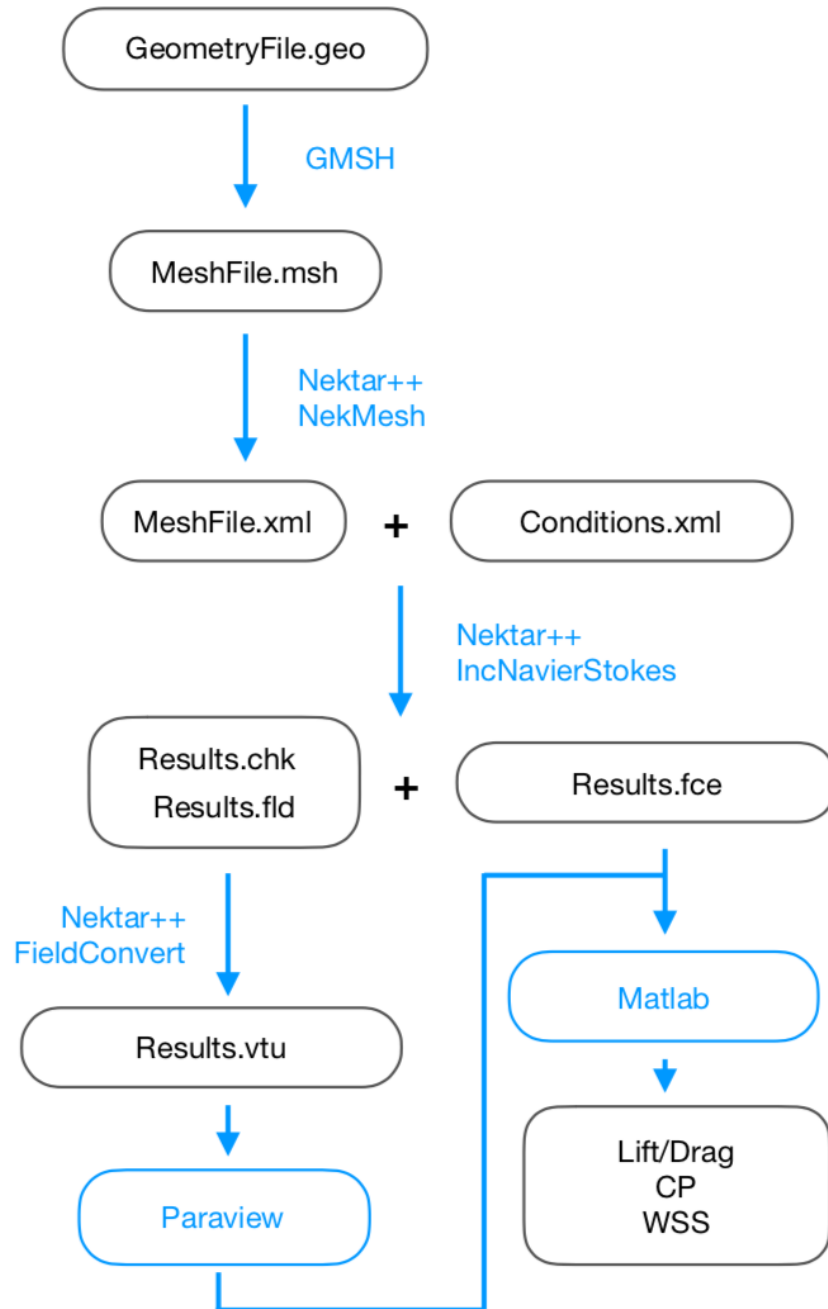 GeometryFile.geo
GMSH
MeshFile.msh
Nektar++
NekMesh
MeshFile.xml + Conditions.xml
Nektar++
IncNavierStokes
Results.chk
Results.fld
+
Results.fce
Nektar++
FieldConvert
Matlab
Results.vtu
Lift/Drag
CP
WSS
Paraview